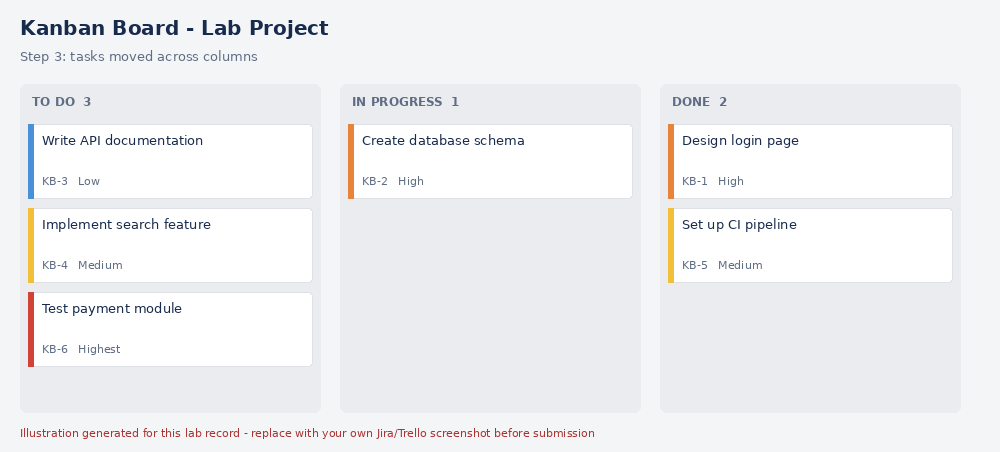 Kanban Board - Lab Project
Step 3: tasks moved across columns
TO DO 3
Write API documentation
KB-3 Low
Implement search feature
KB-4 Medium
Test payment module
KB-6 Highest
IN PROGRESS 1
Create database schema
KB-2 High
DONE 2
Design login page
KB-1 High
Set up CI pipeline
KB-5 Medium
Illustration generated for this lab record - replace with your own Jira/Trello screenshot before submission